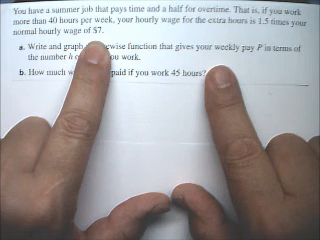 You have a summer job that pays time and a half for overtime. That is, if you work
more than 40 hours per week, your hourly wage for the extra hours is 1.5 times your
normal hourly wage of $7.
a. Write and graph ewise function that gives your weekly pay P in terms of
the number h ou work.
b. How much w paid if you work 45 hours?